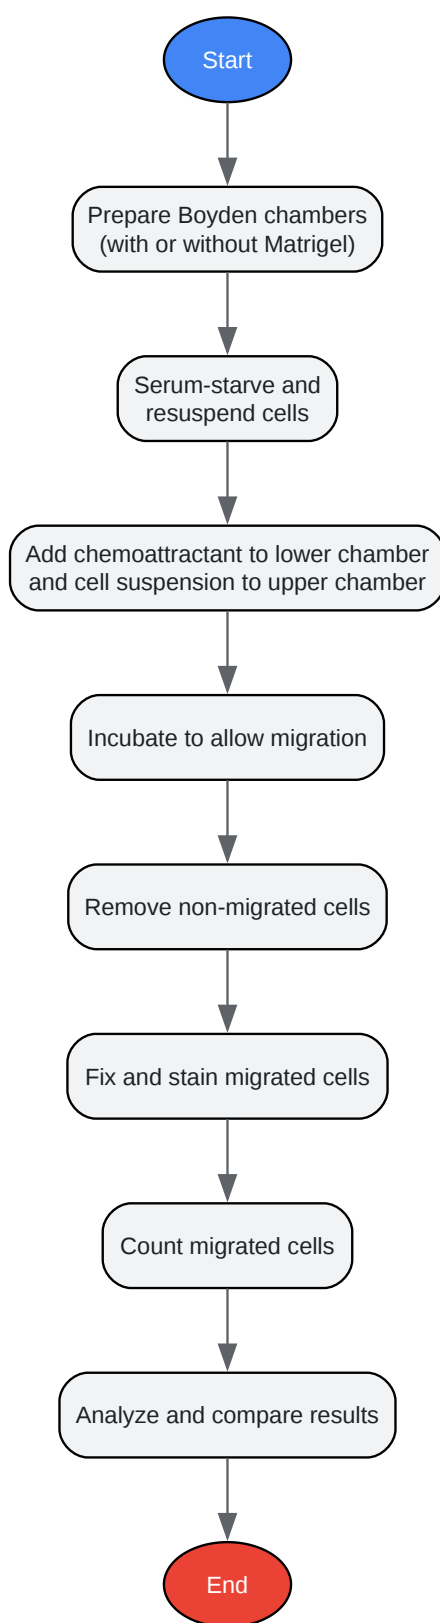 Start
Prepare Boyden chambers
(with or without Matrigel)
Serum-starve and
resuspend cells
Add chemoattractant to lower chamber
and cell suspension to upper chamber
Incubate to allow migration
Remove non-migrated cells
Fix and stain migrated cells
Count migrated cells
Analyze and compare results
End